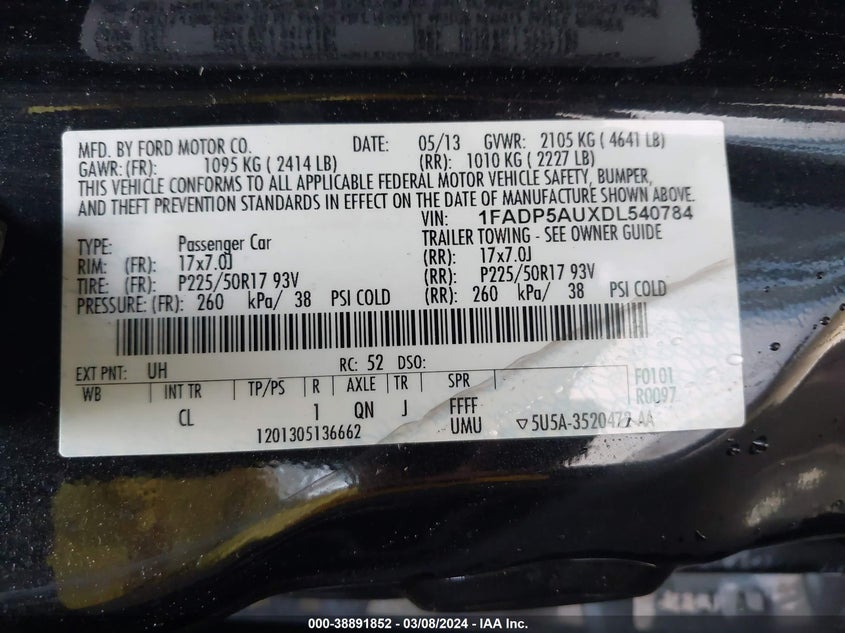 MFD. BY FORD MOTOR CO. DATE: 05/13 GVWR: 2105 KG ( 4641 LB)
GAWR: (FR): 1095 KG ( 2414 LB) (RR): 1010 KG ( 2227 LB)
THIS VEHICLE CONFORMS TO ALL APPLICABLE FEDERAL MOTOR VEHICLE SAFETY, BUMPER,
AND THEFT PREVENTION STANDARDS IN EFFECT ON THE DATE OF MANUFACTURE SHOWN ABOVE.
VIN: 1FADP5AUXDL540784
TYPE: Passenger Car TRAILER TOWING - SEE OWNER GUIDE
RIM: (FR): 17x7.0J (RR): 17x7.0J
TIRE: (FR): P225/50R17 93V (RR): P225/50R17 93V
PRESSURE: (FR): 260 kPa/ 38 PSI COLD (RR): 260 kPa/ 38 PSI COLD
EXT PNT: UH RC: 52 DSO:
WB INT TR TP/PS R AXLE TR SPR F0101
CL 1 QN J FFFF R0097
1201305136662 UMU ▽5U5A-3520472-AA
000-38891852 - 03/08/2024 - IAA Inc.